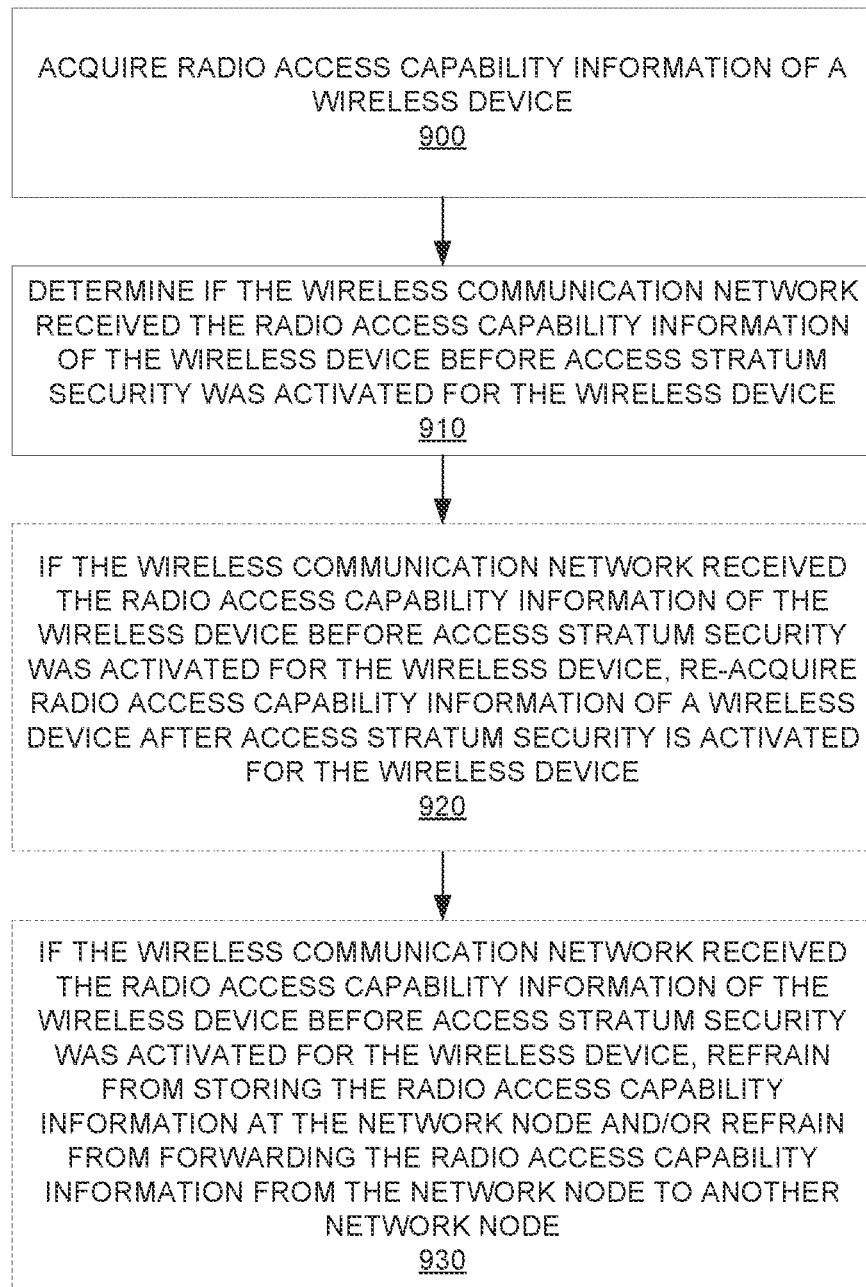 ACQUIRE RADIO ACCESS CAPABILITY INFORMATION OF A
WIRELESS DEVICE
900
DETERMINE IF THE WIRELESS COMMUNICATION NETWORK
RECEIVED THE RADIO ACCESS CAPABILITY INFORMATION
OF THE WIRELESS DEVICE BEFORE ACCESS STRATUM
SECURITY WAS ACTIVATED FOR THE WIRELESS DEVICE
910
IF THE WIRELESS COMMUNICATION NETWORK RECEIVED
THE RADIO ACCESS CAPABILITY INFORMATION OF THE
WIRELESS DEVICE BEFORE ACCESS STRATUM SECURITY
WAS ACTIVATED FOR THE WIRELESS DEVICE, RE-ACQUIRE
RADIO ACCESS CAPABILITY INFORMATION OF A WIRELESS
DEVICE AFTER ACCESS STRATUM SECURITY IS ACTIVATED
FOR THE WIRELESS DEVICE
920
IF THE WIRELESS COMMUNICATION NETWORK RECEIVED
THE RADIO ACCESS CAPABILITY INFORMATION OF THE
WIRELESS DEVICE BEFORE ACCESS STRATUM SECURITY
WAS ACTIVATED FOR THE WIRELESS DEVICE, REFRAIN
FROM STORING THE RADIO ACCESS CAPABILITY
INFORMATION AT THE NETWORK NODE AND/OR REFRAIN
FROM FORWARDING THE RADIO ACCESS CAPABILITY
INFORMATION FROM THE NETWORK NODE TO ANOTHER
NETWORK NODE
930